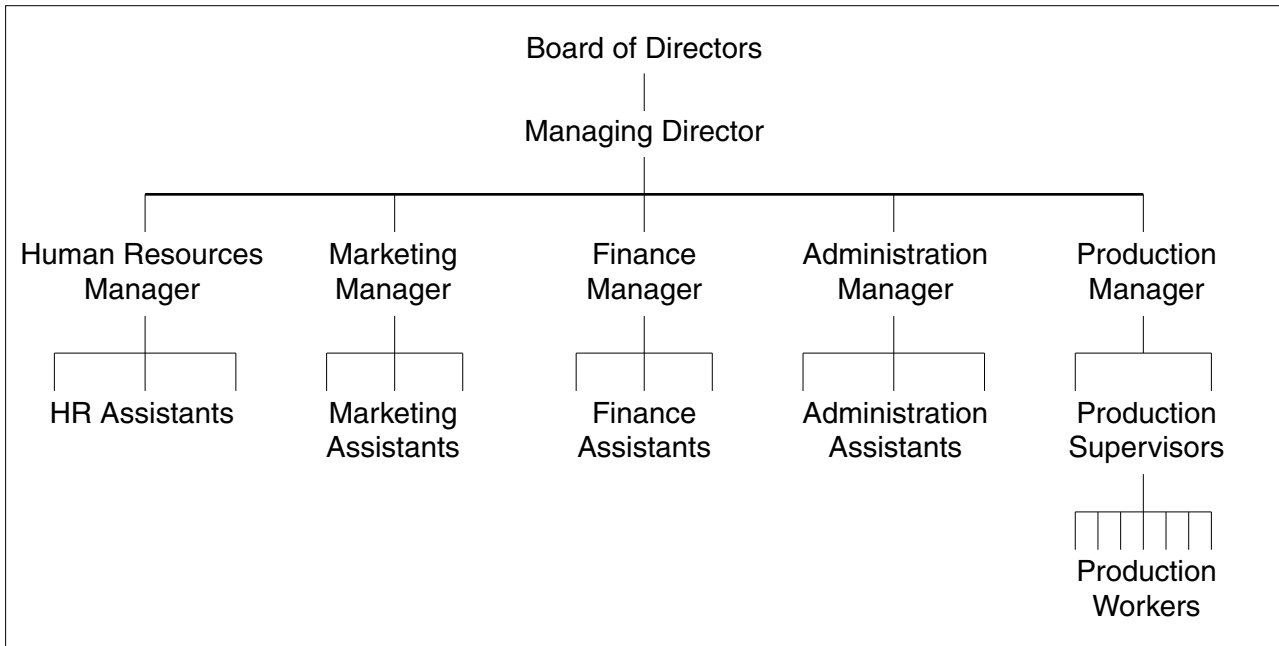 Board of Directors
Managing Director
Human Resources
Manager
Marketing
Manager
Finance
Manager
Administration
Manager
Production
Manager
HR Assistants
Marketing
Assistants
Finance
Assistants
Administration
Assistants
Production
Supervisors
Production
Workers